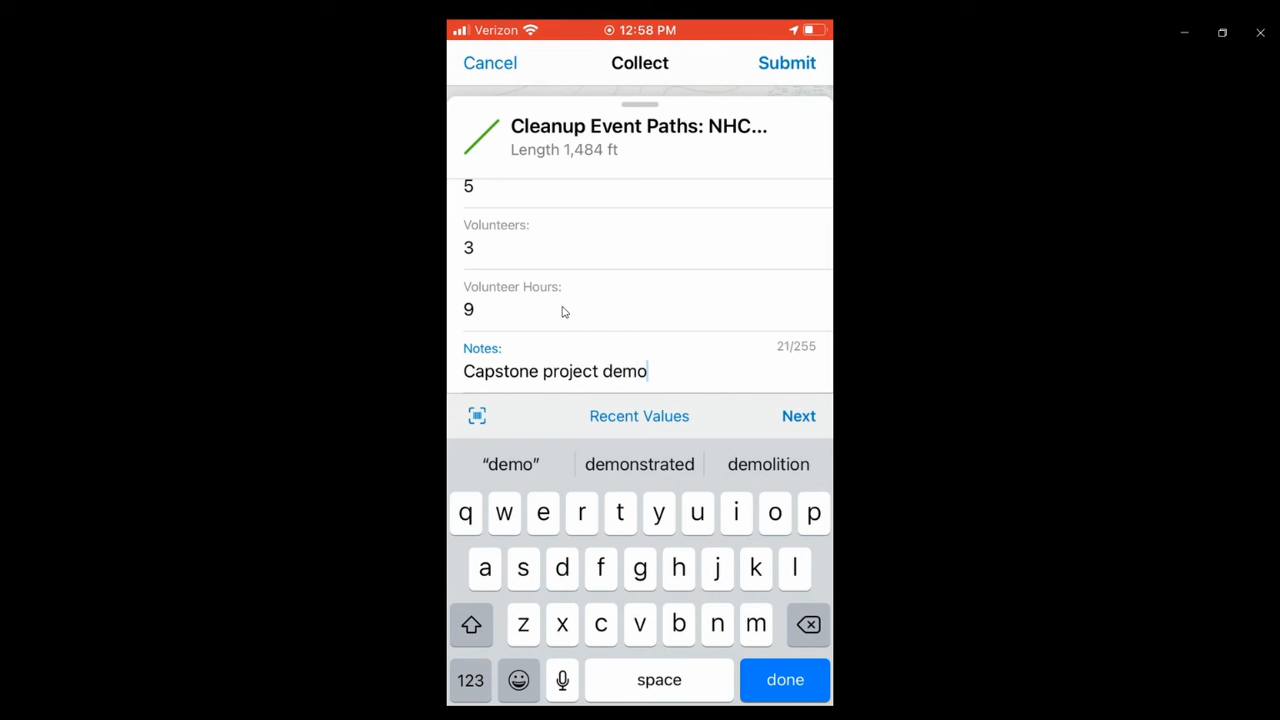 Verizon 12:58 PM
Cancel Collect Submit
Cleanup Event Paths: NHC...
Length 1,484 ft
5
Volunteers:
3
Volunteer Hours:
9
Notes: 21/255
Capstone project demo
Recent Values Next
“demo” demonstrated demolition
q w e r t y u i o p
a s d f g h j k l
z x c v b n m
123 space done